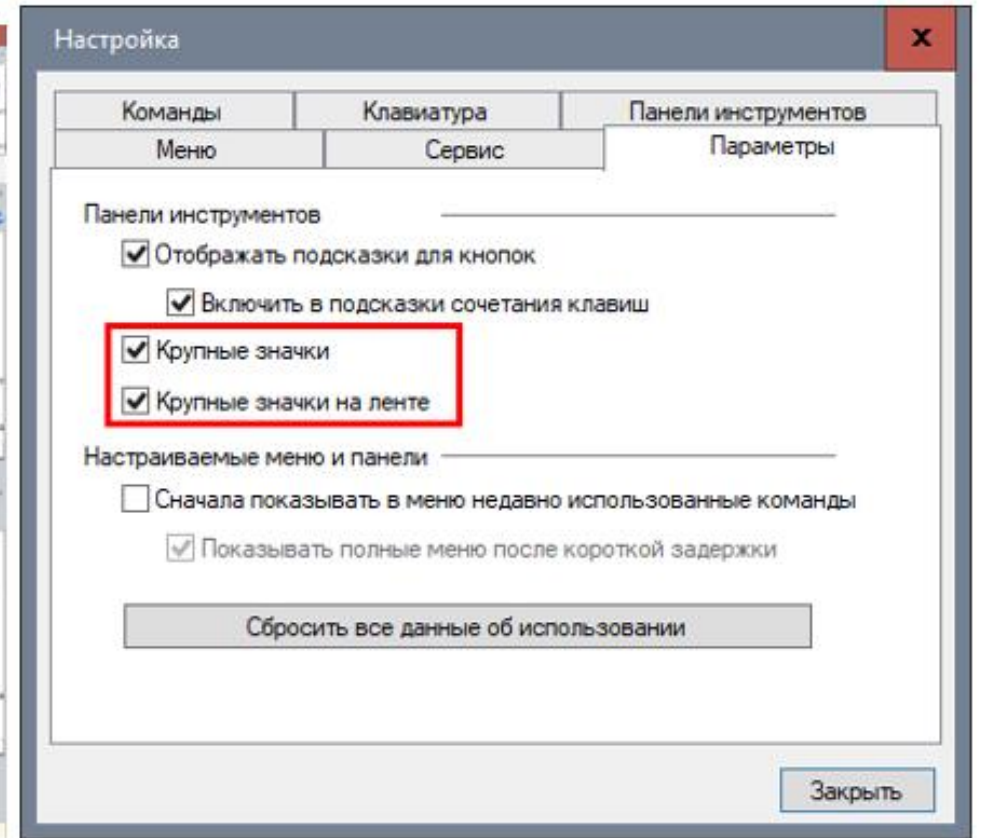 Настройка
x
Команды Клавиатура Панели инструментов
Меню Сервис Параметры
Панели инструментов
Отображать подсказки для кнопок
Включить в подсказки сочетания клавиш
Крупные значки
Крупные значки на ленте
Настраиваемые меню и панели
Сначала показывать в меню недавно использованные команды
Показывать полные меню после короткой задержки
Сбросить все данные об использовании
Закрыть